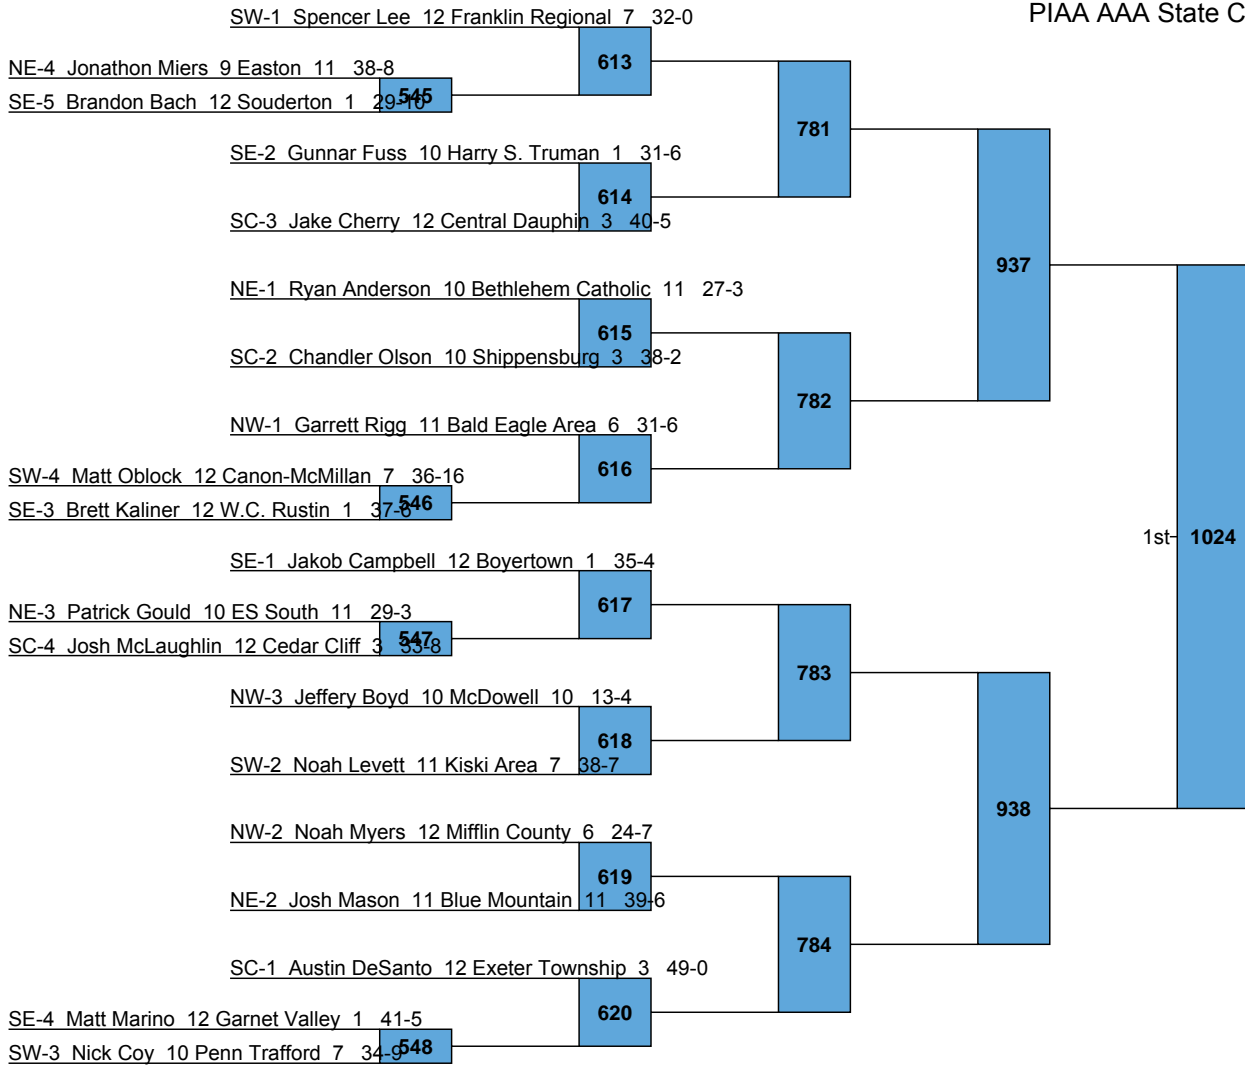 PIAA AAA State C
SW-1 Spencer Lee 12 Franklin Regional 7 32-0
613
NE-4 Jonathon Miers 9 Easton 11 38-8
545
SE-5 Brandon Bach 12 Souderton 1 29-10
781
SE-2 Gunnar Fuss 10 Harry S. Truman 1 31-6
614
SC-3 Jake Cherry 12 Central Dauphin 3 40-5
937
NE-1 Ryan Anderson 10 Bethlehem Catholic 11 27-3
615
SC-2 Chandler Olson 10 Shippensburg 3 38-2
782
NW-1 Garrett Rigg 11 Bald Eagle Area 6 31-6
616
SW-4 Matt Oblock 12 Canon-McMillan 7 36-16
546
SE-3 Brett Kaliner 12 W.C. Rustin 1 37-6
1st 1024
SE-1 Jakob Campbell 12 Boyertown 1 35-4
617
NE-3 Patrick Gould 10 ES South 11 29-3
547
SC-4 Josh McLaughlin 12 Cedar Cliff 3 33-8
783
NW-3 Jeffery Boyd 10 McDowell 10 13-4
618
SW-2 Noah Levett 11 Kiski Area 7 38-7
938
NW-2 Noah Myers 12 Mifflin County 6 24-7
619
NE-2 Josh Mason 11 Blue Mountain 11 39-6
784
SC-1 Austin DeSanto 12 Exeter Township 3 49-0
620
SE-4 Matt Marino 12 Garnet Valley 1 41-5
548
SW-3 Nick Coy 10 Penn Trafford 7 34-9